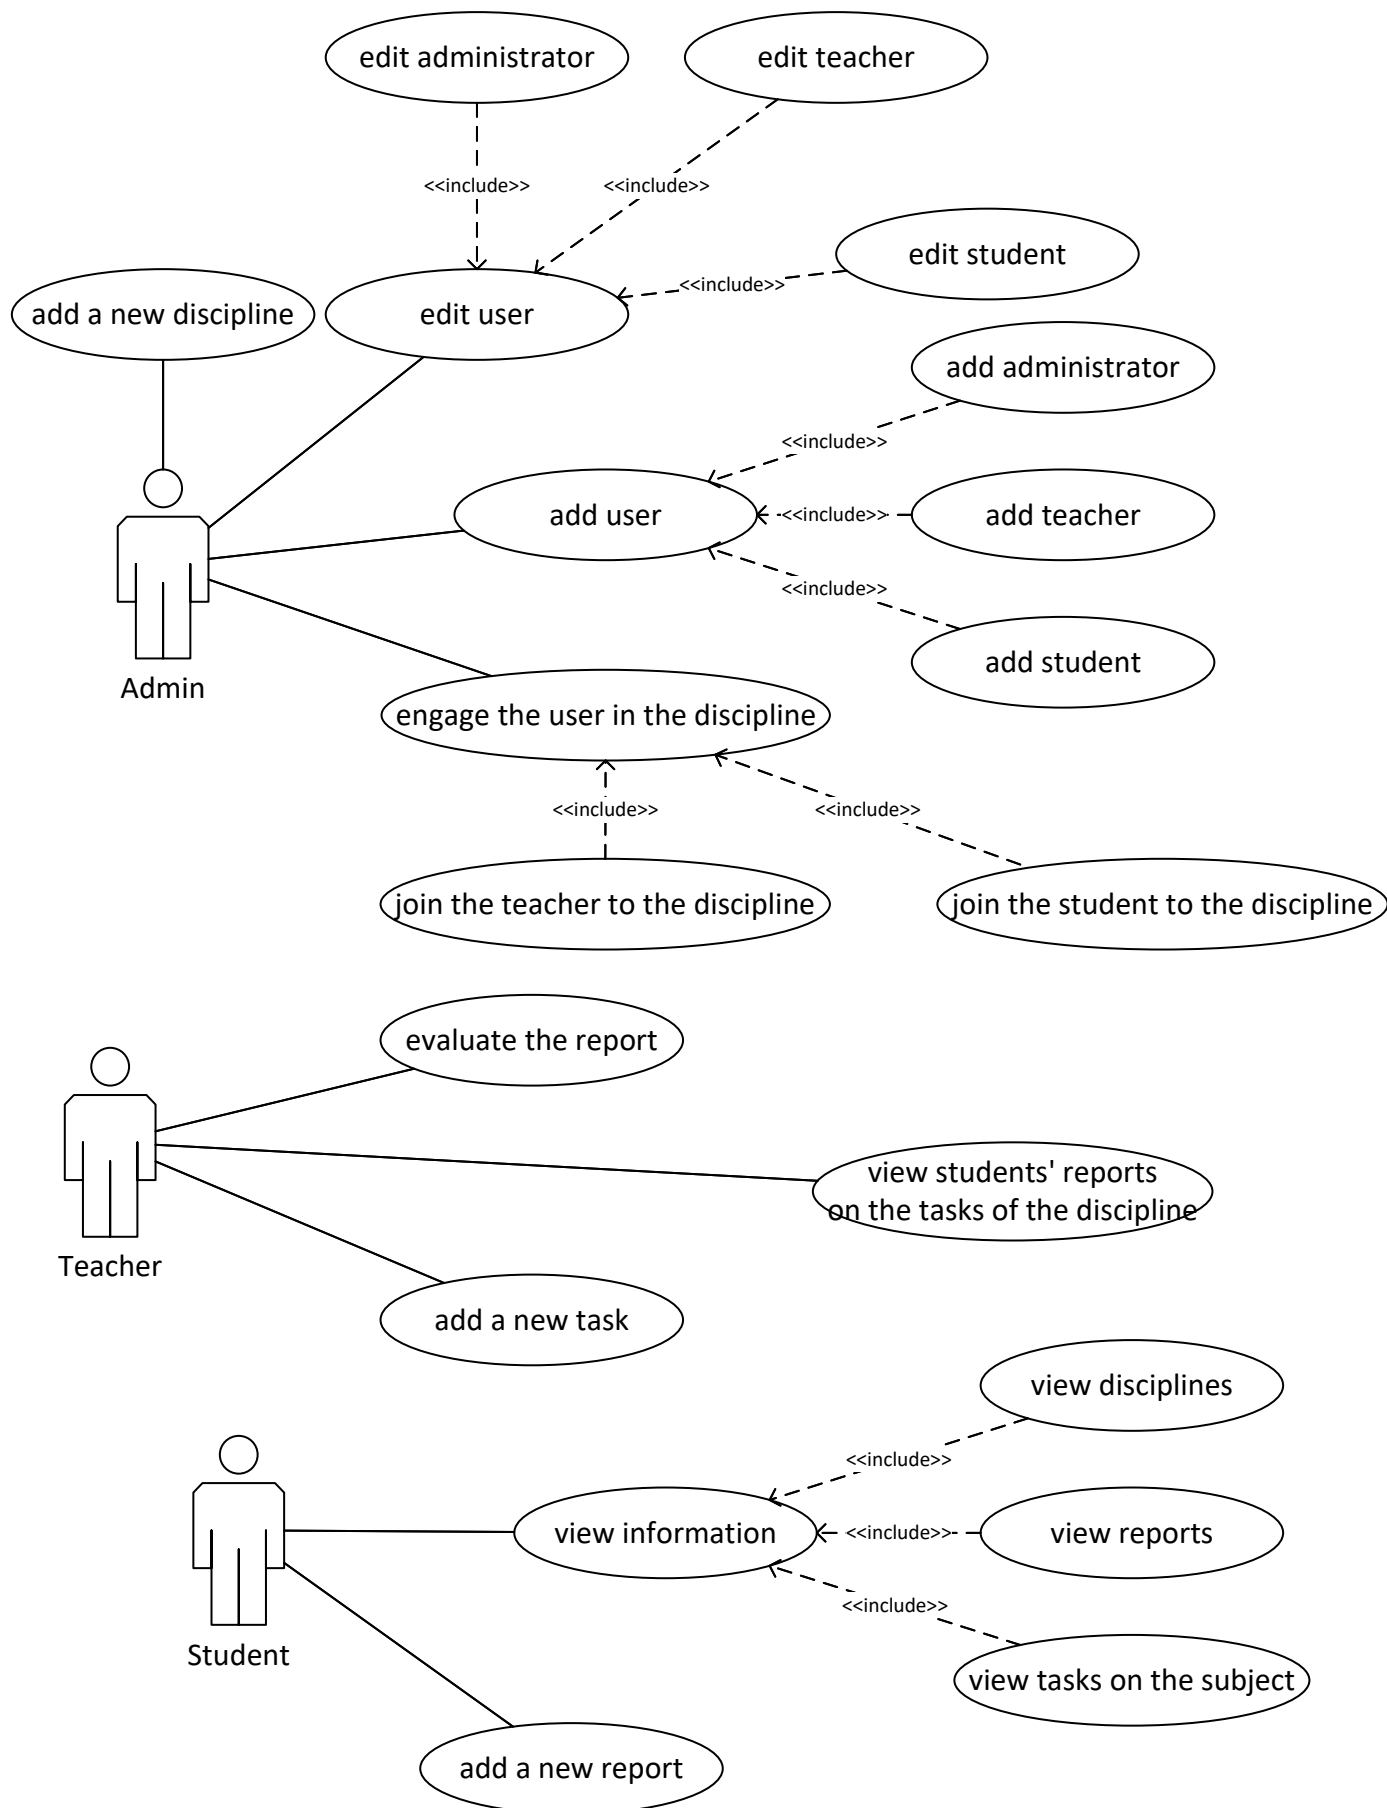 edit administrator
edit teacher
<<include>>
<<include>>
edit student
<<include>>
add a new discipline
edit user
add administrator
<<include>>
add user
<<include>>
add teacher
<<include>>
add student
Admin
engage the user in the discipline
<<include>>
<<include>>
join the teacher to the discipline
join the student to the discipline
evaluate the report
view students' reports
on the tasks of the discipline
Teacher
add a new task
view disciplines
<<include>>
view information
<<include>>
view reports
<<include>>
Student
view tasks on the subject
add a new report